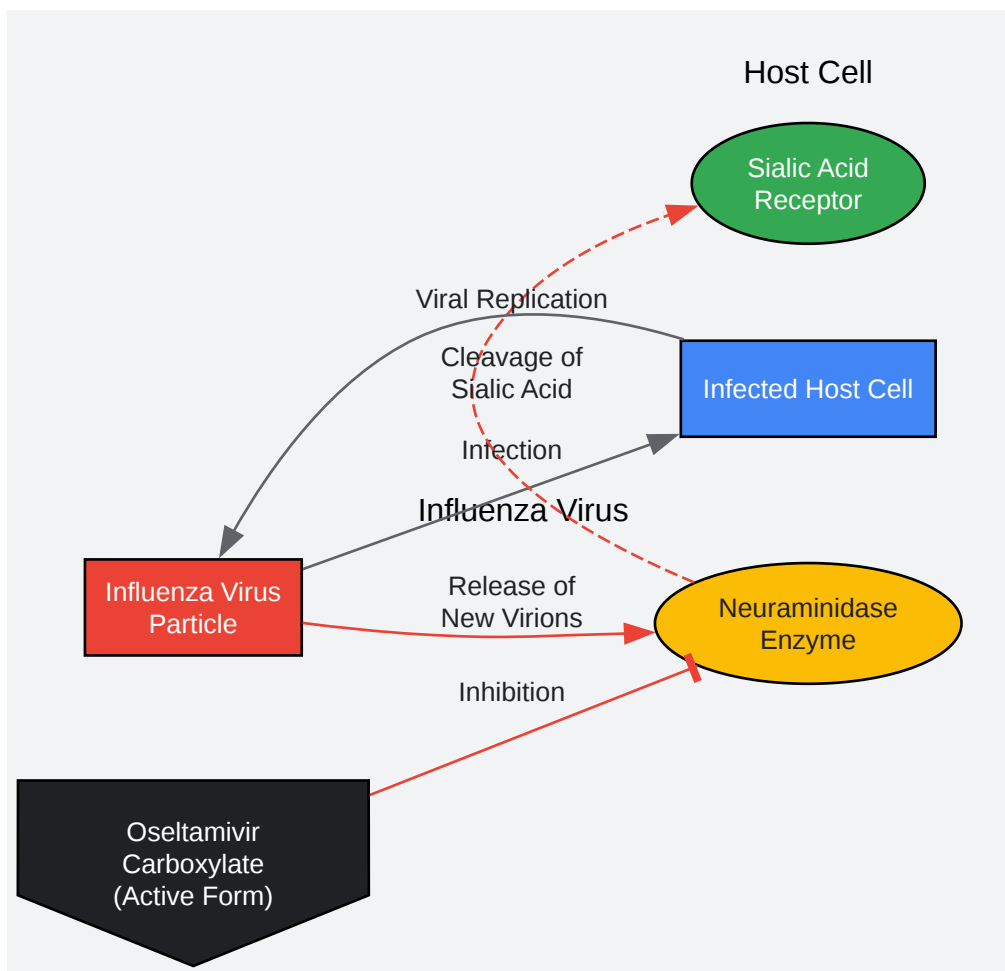 Host Cell
Sialic Acid
Receptor
Viral Replication
Cleavage of
Sialic Acid
Infected Host Cell
Infection
Influenza Virus
Influenza Virus
Particle
Release of
New Virions
Neuraminidase
Enzyme
Inhibition
Oseltamivir
Carboxylate
(Active Form)